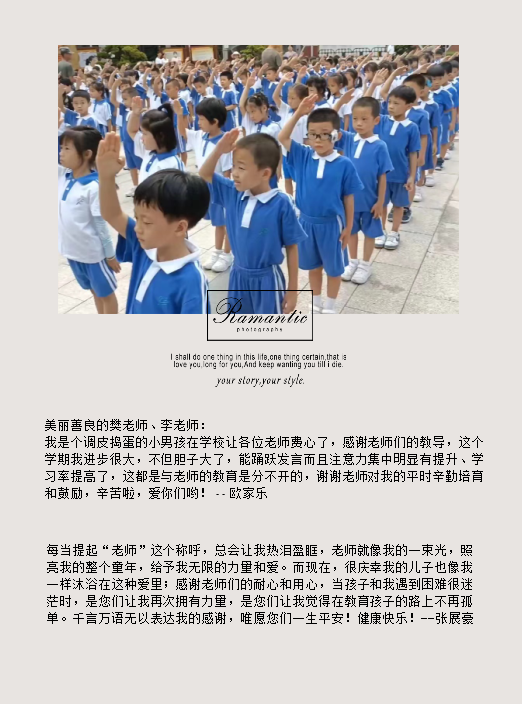 Ramantic
photography
I shall do one thing in this life,one thing certain,that is
love you,long for you,And keep wanting you till i die.
your story,your style.
美丽善良的樊老师、李老师：
我是个调皮捣蛋的小男孩在学校让各位老师费心了，感谢老师们的教导，这个
学期我进步很大，不但胆子大了，能踊跃发言而且注意力集中明显有提升、学
习率提高了，这都是与老师的教育是分不开的，谢谢老师对我的平时辛勤培育
和鼓励，辛苦啦，爱你们哟！ -- 欧家乐
每当提起“老师”这个称呼，总会让我热泪盈眶，老师就像我的一束光，照
亮我的整个童年，给予我无限的力量和爱。而现在，很庆幸我的儿子也像我
一样沐浴在这种爱里；感谢老师们的耐心和用心，当孩子和我遇到困难很迷
茫时，是您们让我再次拥有力量，是您们让我觉得在教育孩子的路上不再孤
单。千言万语无以表达我的感谢，唯愿您们一生平安！健康快乐！--张展豪